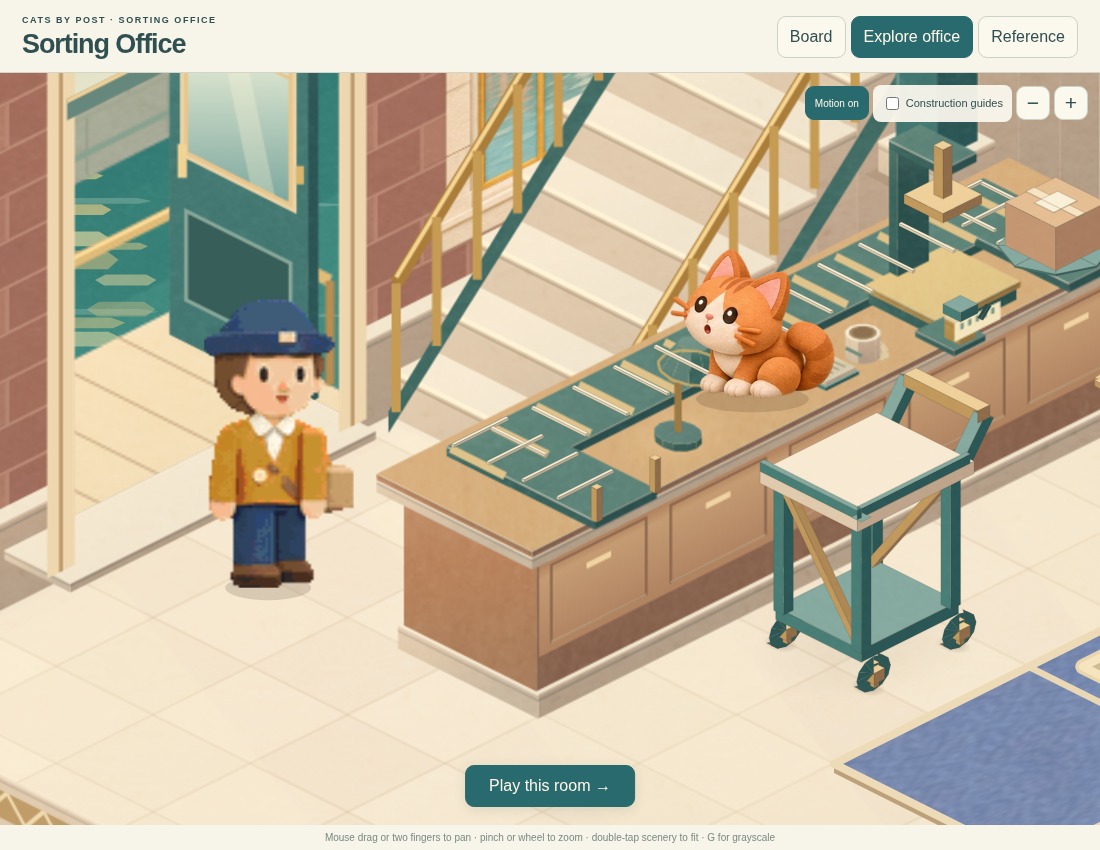 CATS BY POST · SORTING OFFICE
Sorting Office
Board
Explore office
Reference
Motion on
Construction guides
−
+
Play this room →
Mouse drag or two fingers to pan · pinch or wheel to zoom · double-tap scenery to fit · G for grayscale